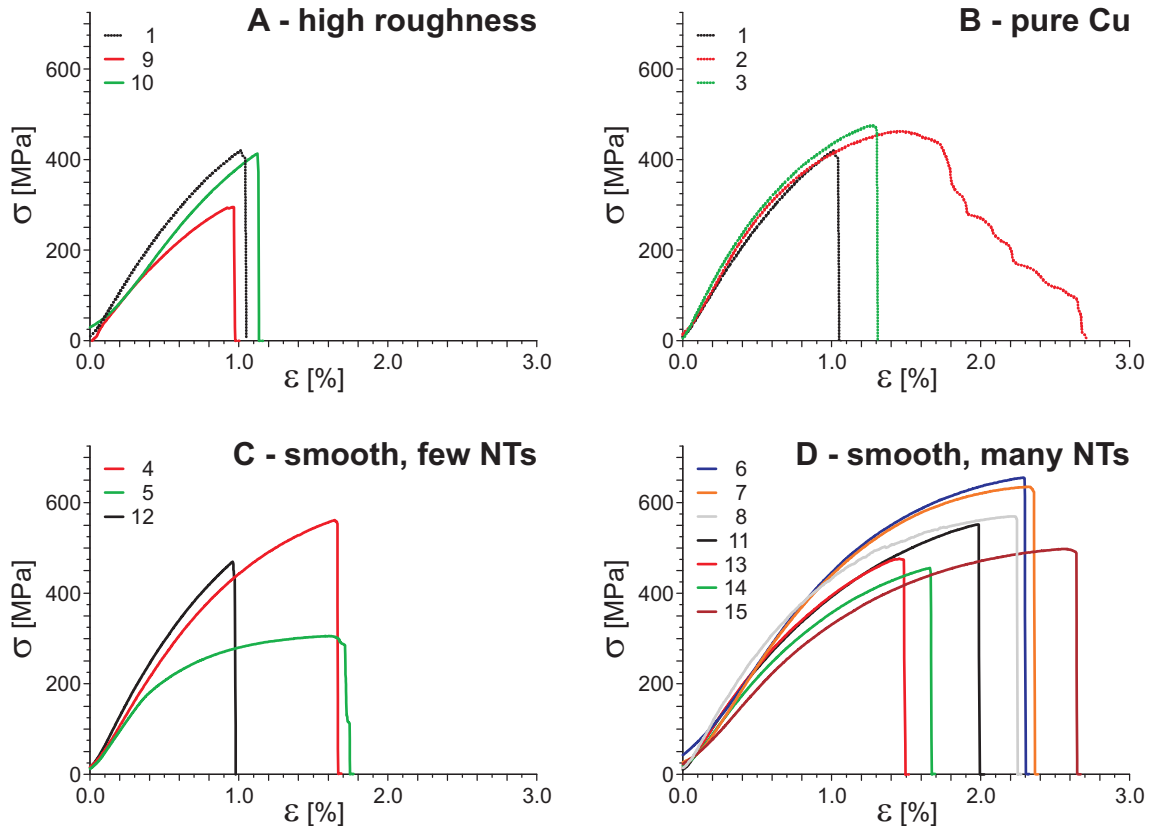 A - high roughness
1
9
10
600
400
200
0
σ [MPa]
0.0 1.0 2.0 3.0
ε [%]
B - pure Cu
1
2
3
600
400
200
0
σ [MPa]
0.0 1.0 2.0 3.0
ε [%]
C - smooth, few NTs
4
5
12
600
400
200
0
σ [MPa]
0.0 1.0 2.0 3.0
ε [%]
D - smooth, many NTs
6
7
8
11
13
14
15
600
400
200
0
σ [MPa]
0.0 1.0 2.0 3.0
ε [%]